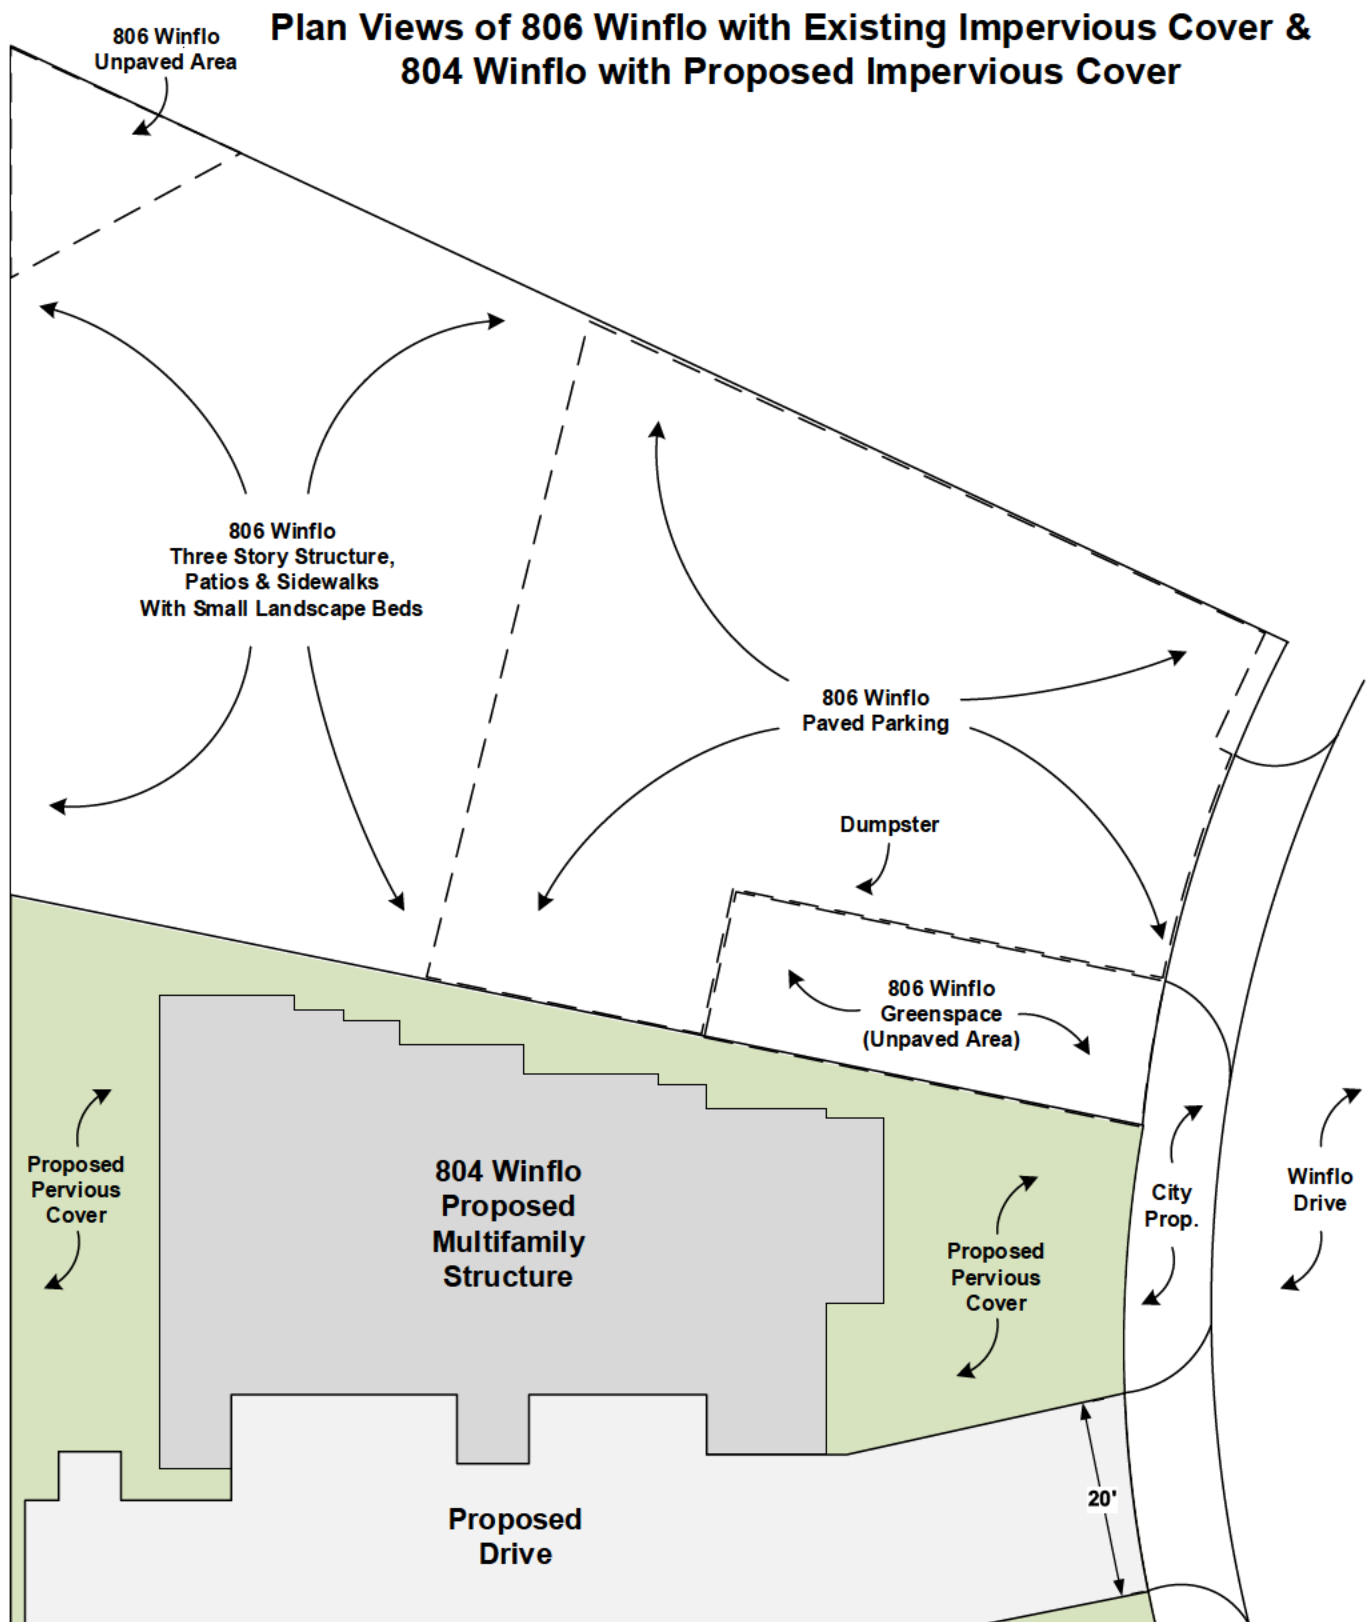 Plan Views of 806 Winflo with Existing Impervious Cover &
804 Winflo with Proposed Impervious Cover
806 Winflo
Unpaved Area
806 Winflo
Three Story Structure,
Patios & Sidewalks
With Small Landscape Beds
806 Winflo
Paved Parking
Dumpster
806 Winflo
Greenspace
(Unpaved Area)
Proposed
Pervious
Cover
804 Winflo
Proposed
Multifamily
Structure
Proposed
Pervious
Cover
City
Prop.
Winflo
Drive
20'
Proposed
Drive